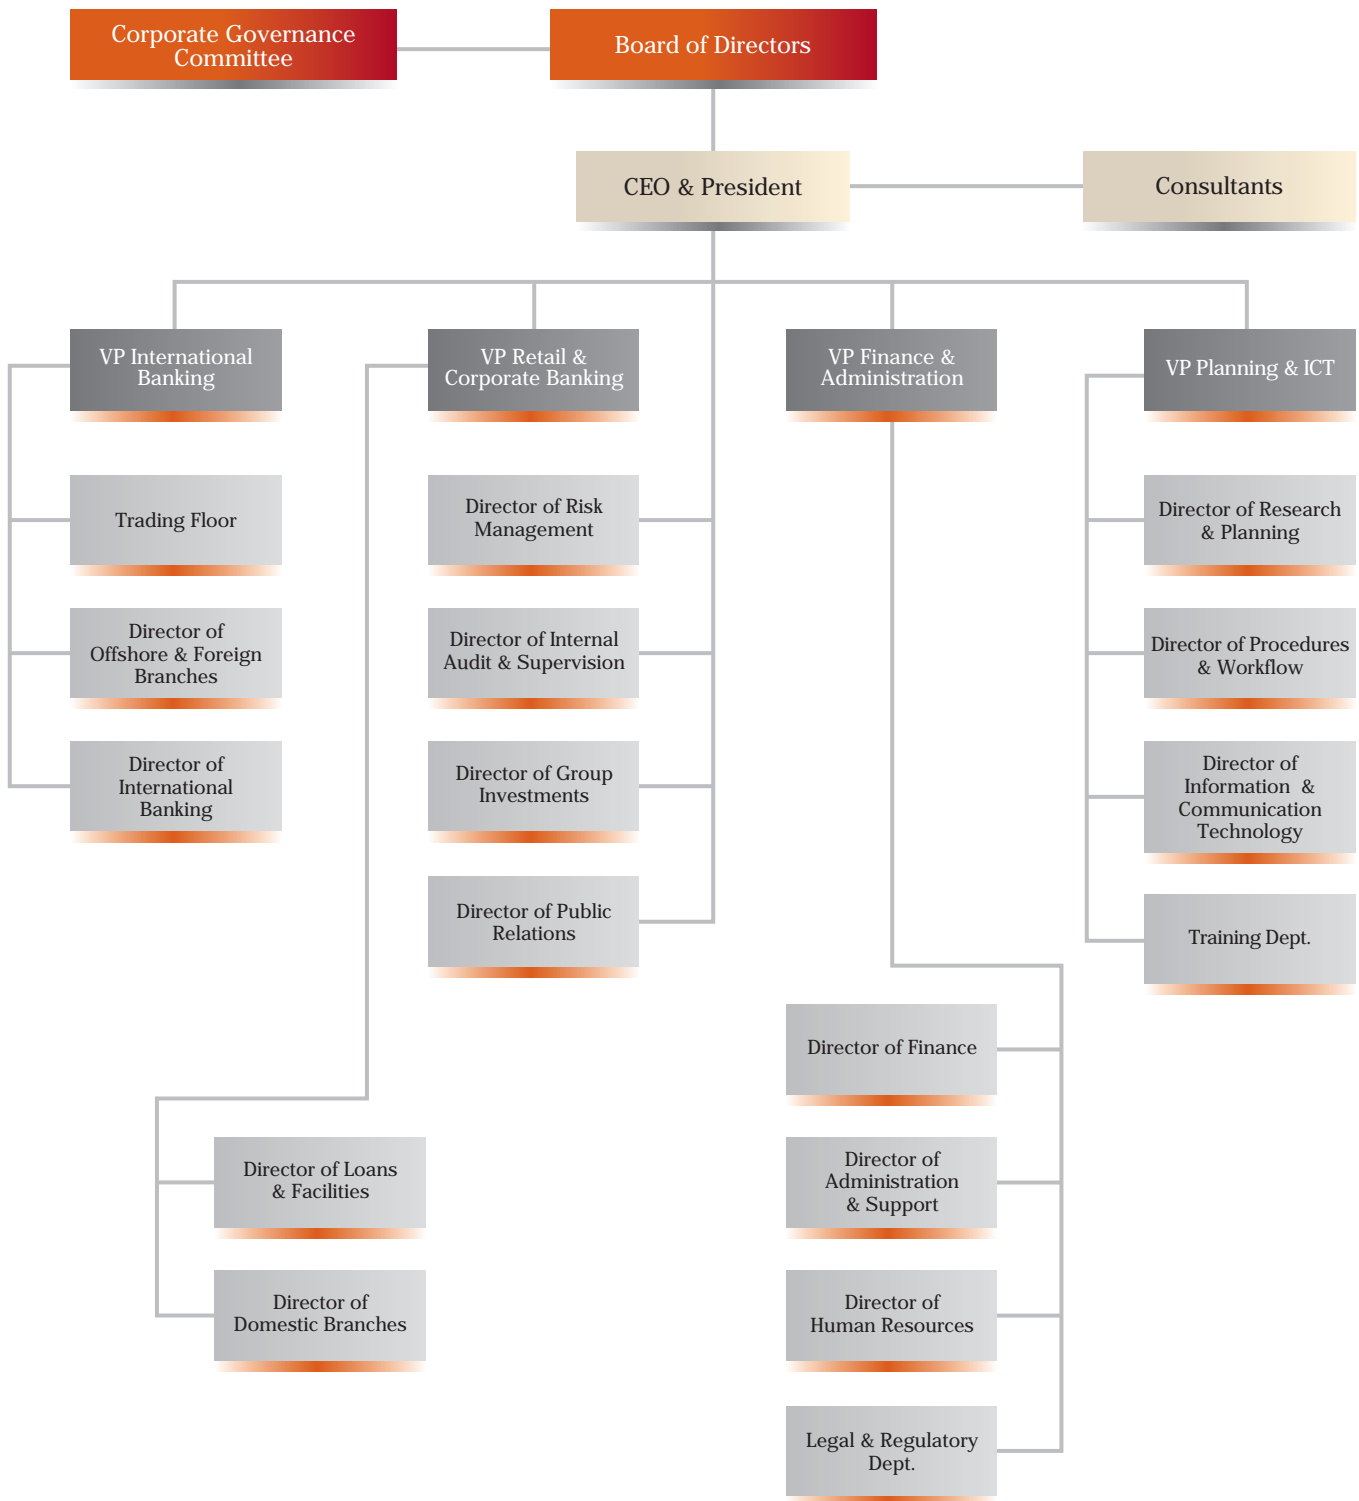 Corporate Governance
Committee
Board of Directors
CEO & President
Consultants
VP International
Banking
VP Retail &
Corporate Banking
VP Finance &
Administration
VP Planning & ICT
Trading Floor
Director of
Offshore & Foreign
Branches
Director of
International
Banking
Director of Risk
Management
Director of Internal
Audit & Supervision
Director of Group
Investments
Director of Public
Relations
Director of Research
& Planning
Director of Procedures
& Workflow
Director of
Information &
Communication
Technology
Training Dept.
Director of Loans
& Facilities
Director of
Domestic Branches
Director of Finance
Director of
Administration
& Support
Director of
Human Resources
Legal & Regulatory
Dept.